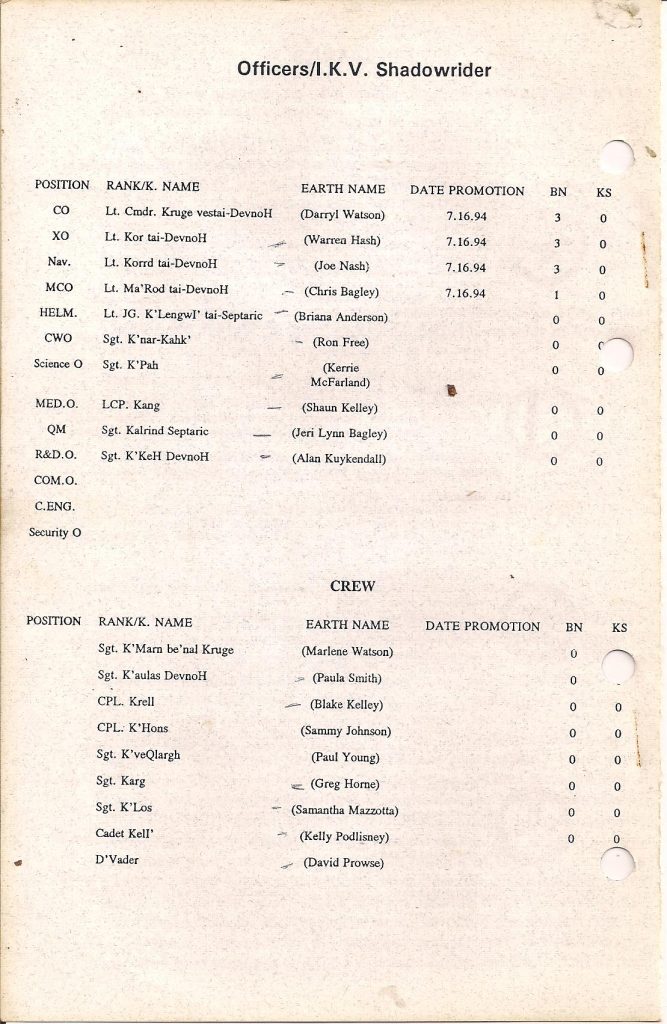 Officers/I.K.V. Shadowrider
POSITION RANK/K. NAME EARTH NAME DATE PROMOTION BN KS
CO Lt. Cmdr. Kruge vestai-DevnoH (Darryl Watson) 7.16.94 3 0
XO Lt. Kor tai-DevnoH (Warren Hash) 7.16.94 3 0
Nav. Lt. Korrd tai-DevnoH (Joe Nash) 7.16.94 3 0
MCO Lt. Ma'Rod tai-DevnoH (Chris Bagley) 7.16.94 1 0
HELM. Lt. JG. K'LengwI' tai-Septaric (Briana Anderson) 0 0
CWO Sgt. K'nar-Kahk' (Ron Free) 0
Science O Sgt. K'Pah (Kerrie 0 0
McFarland)
MED.O. LCP. Kang (Shaun Kelley) 0 0
QM Sgt. Kalrind Septaric (Jeri Lynn Bagley) 0 0
R&D.O. Sgt. K'KeH DevnoH (Alan Kuykendall) 0 0
COM.O.
C.ENG.
Security O
CREW
POSITION RANK/K. NAME EARTH NAME DATE PROMOTION BN KS
Sgt. K'Marn be'nal Kruge (Marlene Watson) 0
Sgt. K'aulas DevnoH (Paula Smith) 0
CPL. Krell (Blake Kelley) 0 0
CPL. K'Hons (Sammy Johnson) 0 0
Sgt. K'veQlargh (Paul Young) 0 0
Sgt. Karg (Greg Horne) 0 0
Sgt. K'Los (Samantha Mazzotta) 0 0
Cadet Kell' (Kelly Podlisney) 0 0
D'Vader (David Prowse)